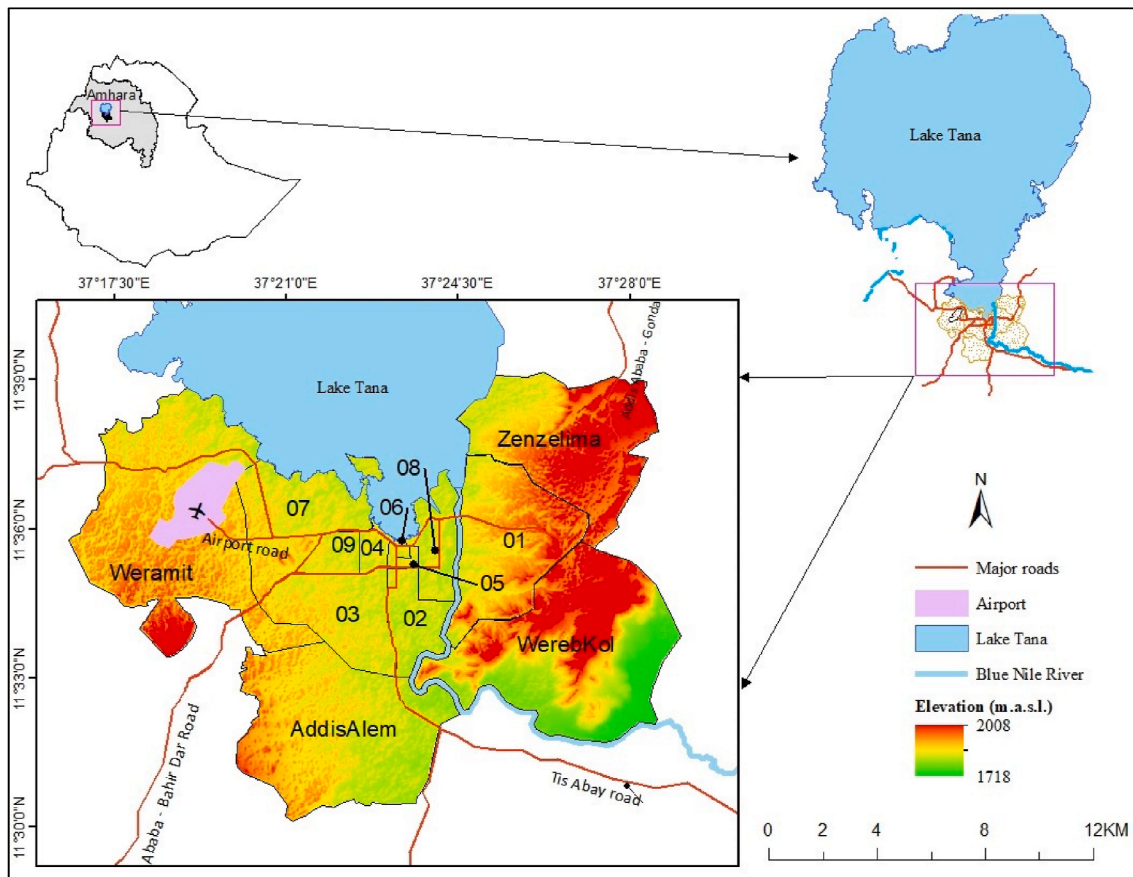 Amhara
Lake Tana
37°17'30"E
37°21'0"E
37°24'30"E
37°28'0"E
11°39'0"N
11°36'0"N
11°33'30"N
11°30'0"N
Lake Tana
Ababa - Gonda
Zenzelima
08
06
07
09
04
01
Airport road
05
Weramit
03
02
WerebKol
AddisAlem
Ababa - Bahir Dar Road
Tis Abay road
N
Major roads
Airport
Lake Tana
Blue Nile River
Elevation (m.a.s.l.)
2008
1718
0 2 4 8 12KM